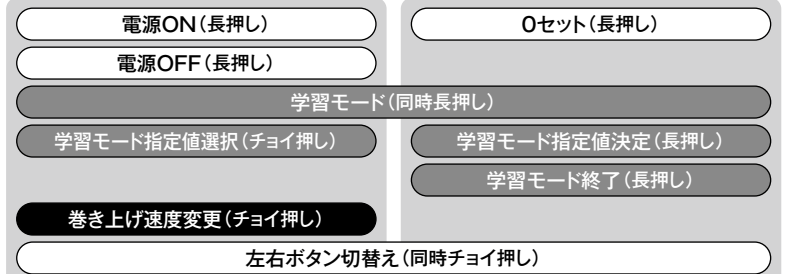 電源ON（長押し）
0セット（長押し）
電源OFF（長押し）
学習モード（同時長押し）
学習モード指定値選択（チョイ押し）
学習モード指定値決定（長押し）
学習モード終了（長押し）
巻き上げ速度変更（チョイ押し）
左右ボタン切替え（同時チョイ押し）